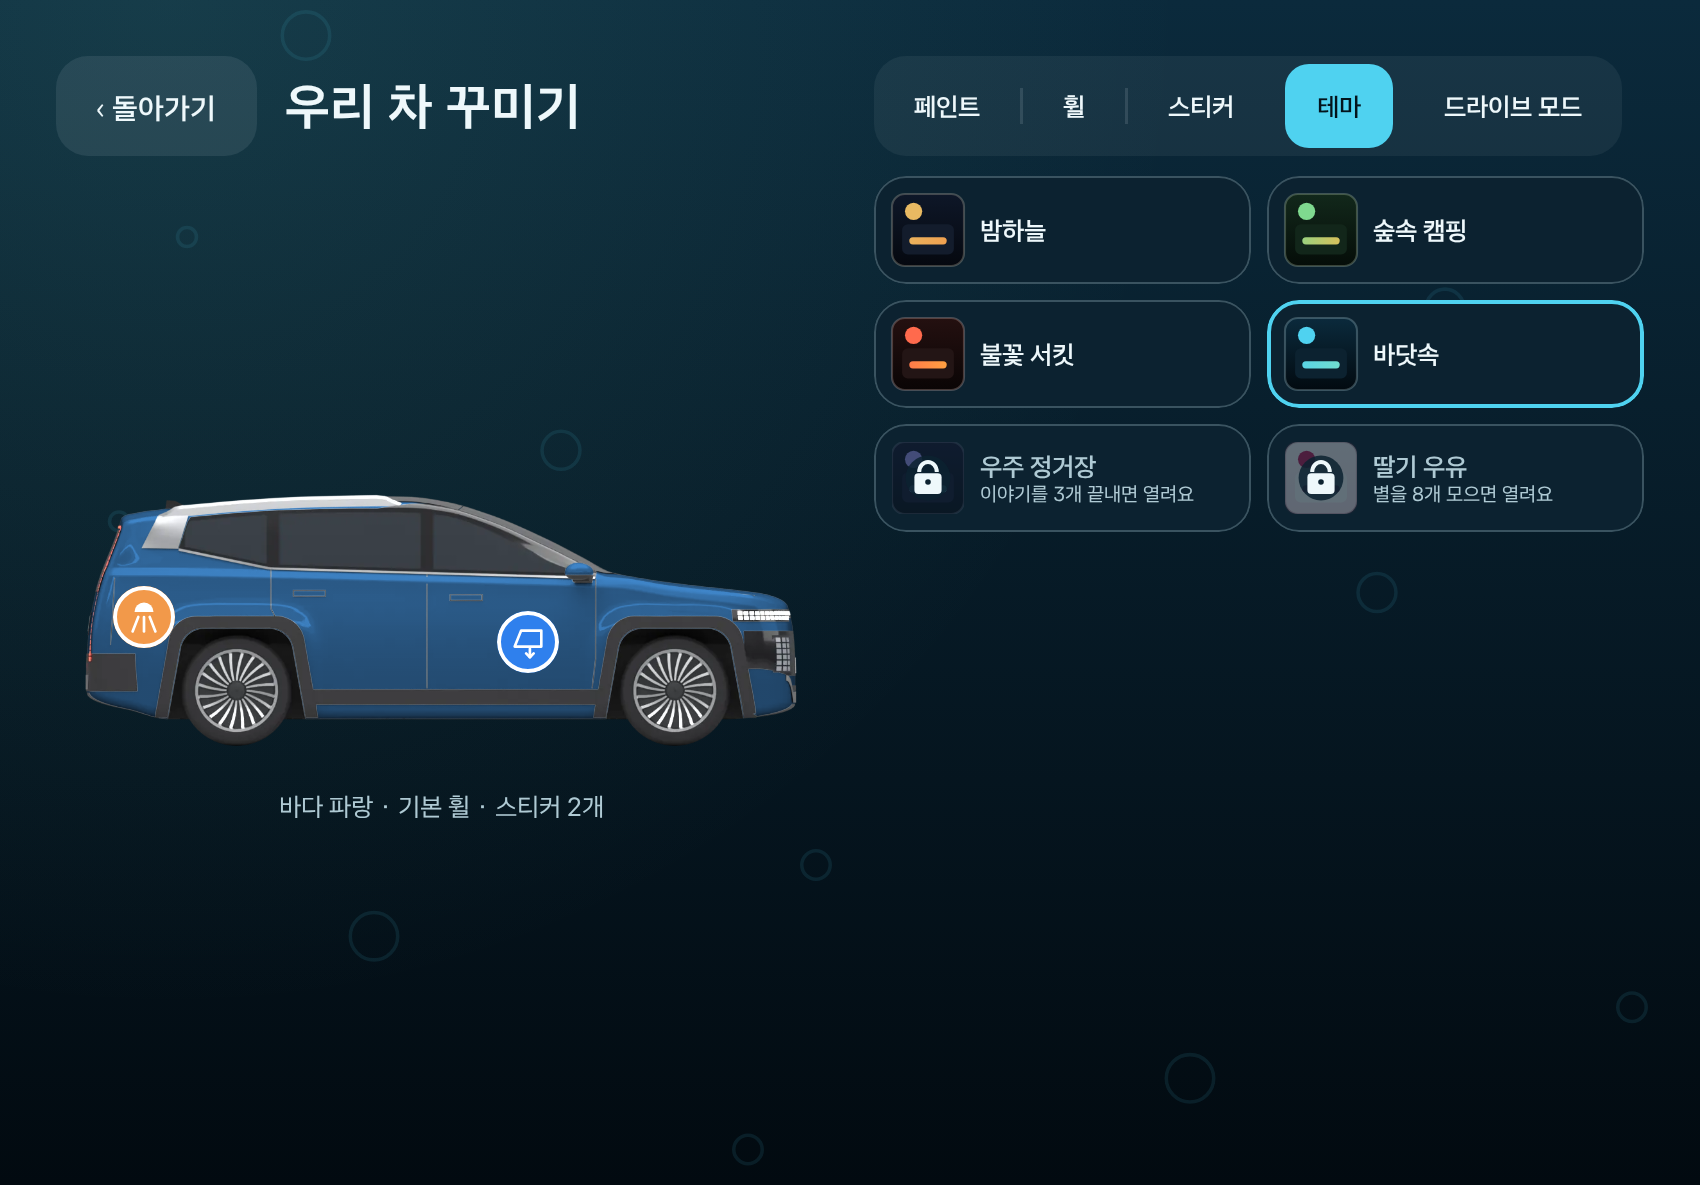 ‹ 돌아가기
우리 차 꾸미기
페인트
휠
스티커
테마
드라이브 모드
밤하늘
숲속 캠핑
불꽃 서킷
바닷속
우주 정거장
이야기를 3개 끝내면 열려요
딸기 우유
별을 8개 모으면 열려요
바다 파랑 · 기본 휠 · 스티커 2개